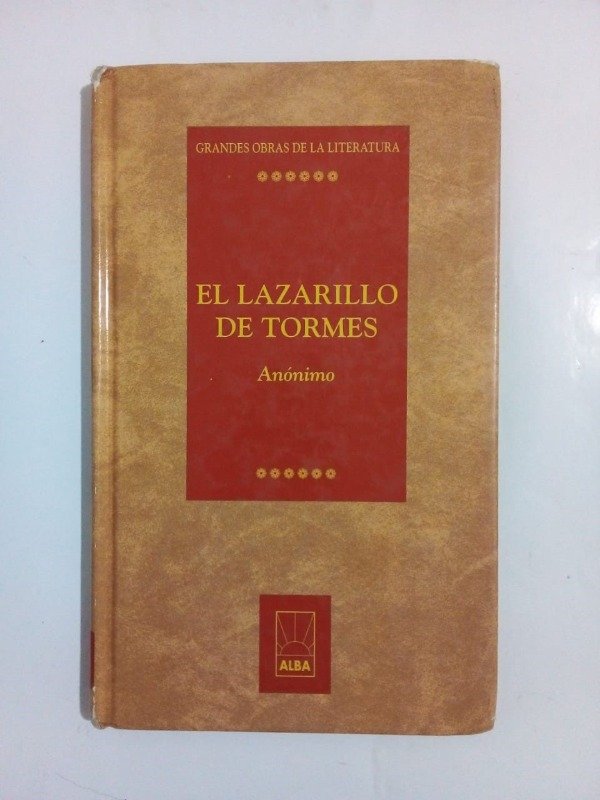 GRANDES OBRAS DE LA LITERATURA
EL LAZARILLO
DE TORMES
Anónimo
ALBA